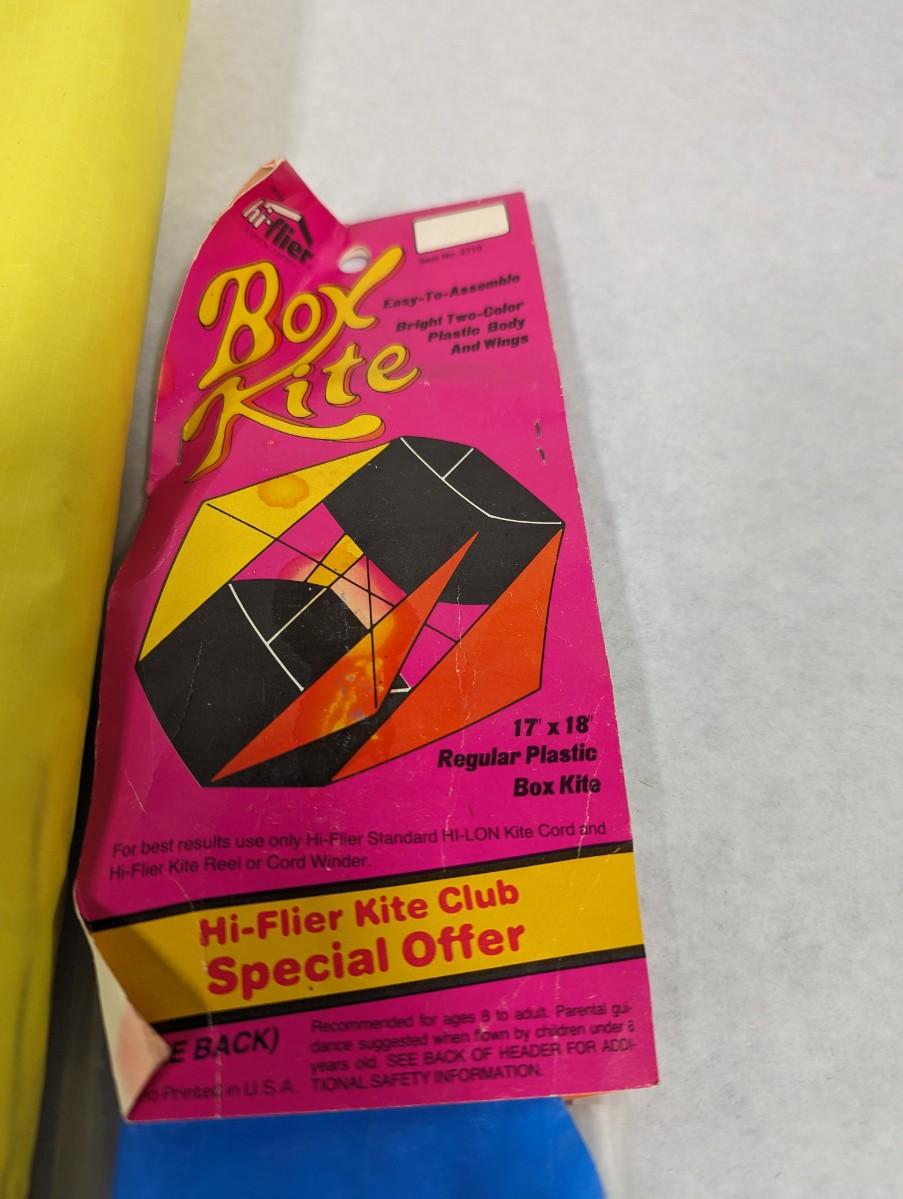 hi-flier
Item No. 3710
Box
Kite
Easy-To-Assemble
Bright Two-Color
Plastic Body
And Wings
17" x 18"
Regular Plastic
Box Kite
For best results use only Hi-Flier Standard HI-LON Kite Cord and
Hi-Flier Kite Reel or Cord Winder.
Hi-Flier Kite Club
Special Offer
E BACK)
Printed in U.S.A.
Recommended for ages 8 to adult. Parental gui-
dance suggested when flown by children under 8
years old. SEE BACK OF HEADER FOR ADDI-
TIONAL SAFETY INFORMATION.